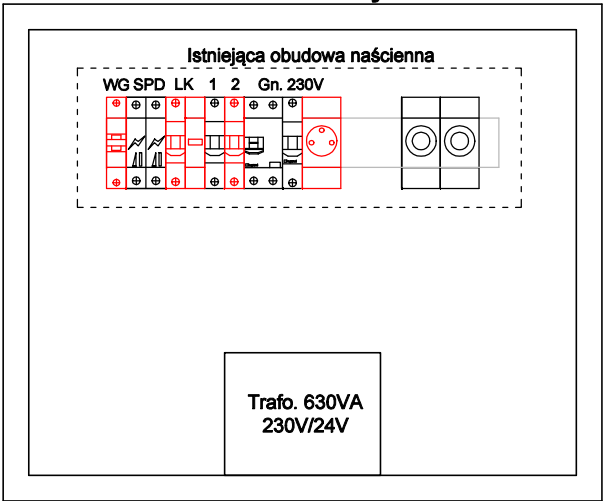 Istniejąca obudowa naścienna
WG SPD LK 1 2 Gn. 230V
Trafo. 630VA
230V/24V